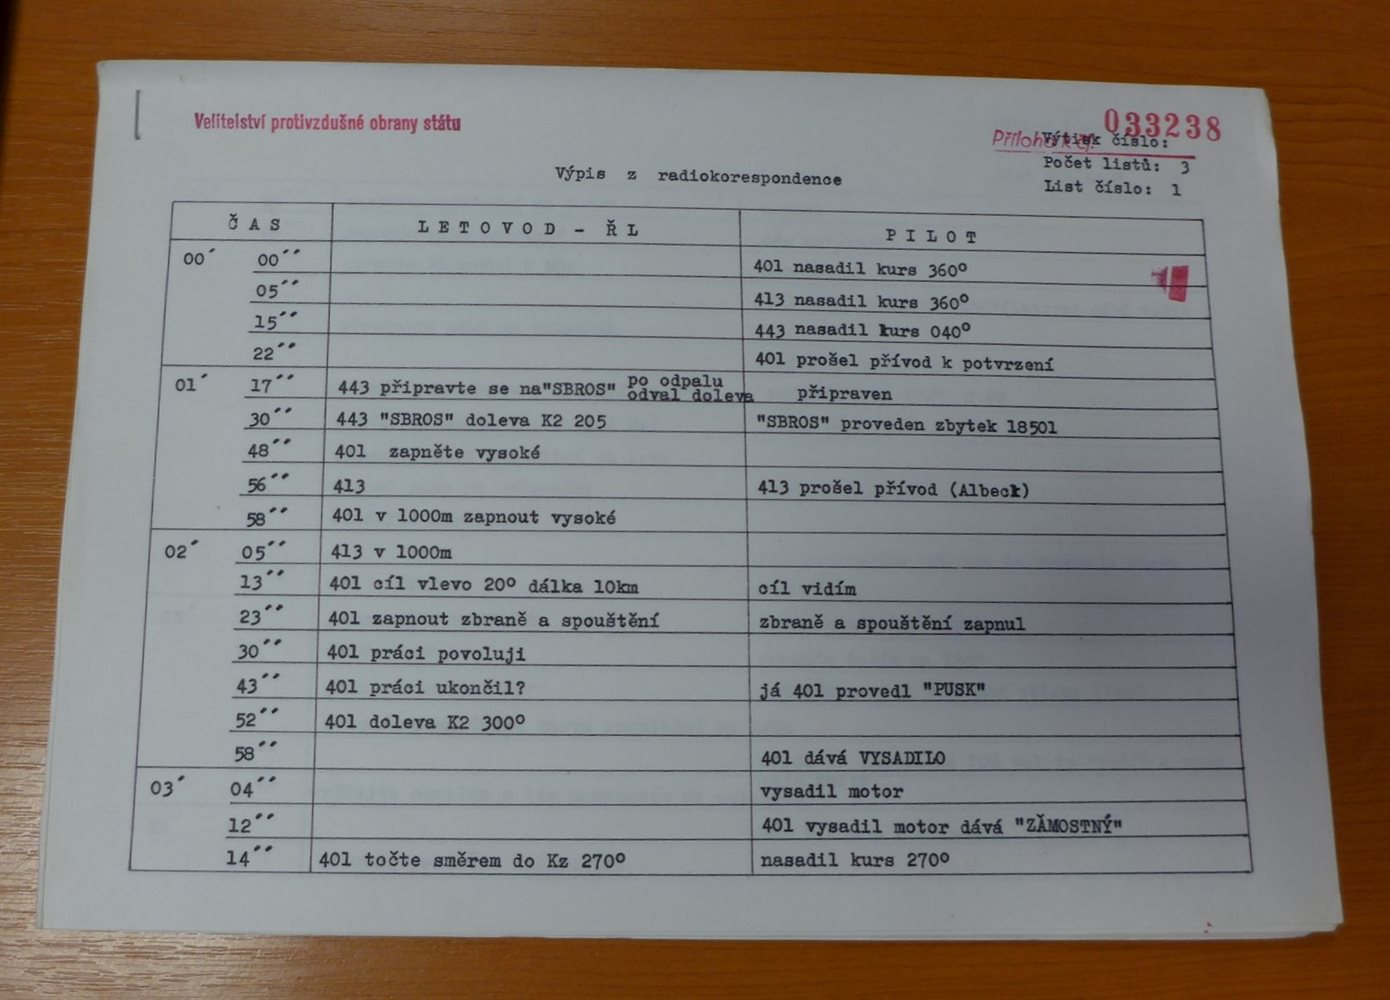 Velitelství protivzdušné obrany státu
033238
Příloha k čj.
Výtisk číslo:
Počet listů: 3
List číslo: 1
Výpis z radiokorespondence
ČAS LETOVOD - ŘL PILOT
00´ 00´´ 401 nasadil kurs 360°
05´´ 413 nasadil kurs 360°
15´´ 443 nasadil kurs 040°
22´´ 401 prošel přívod k potvrzení
01´ 17´´ 443 připravte se na"SBROS" po odpalu odval doleva připraven
30´´ 443 "SBROS" doleva K2 205 "SBROS" proveden zbytek 18501
48´´ 401 zapněte vysoké
56´´ 413 413 prošel přívod (Albeck)
58´´ 401 v 1000m zapnout vysoké
02´ 05´´ 413 v 1000m
13´´ 401 cíl vlevo 20° dálka 10km cíl vidím
23´´ 401 zapnout zbraně a spouštění zbraně a spouštění zapnul
30´´ 401 práci povoluji
43´´ 401 práci ukončil? já 401 provedl "PUSK"
52´´ 401 doleva K2 300°
58´´ 401 dává VYSADILO
03´ 04´´ vysadil motor
12´´ 401 vysadil motor dává "ZÁMOSTNÝ"
14´´ 401 točte směrem do Kz 270° nasadil kurs 270°